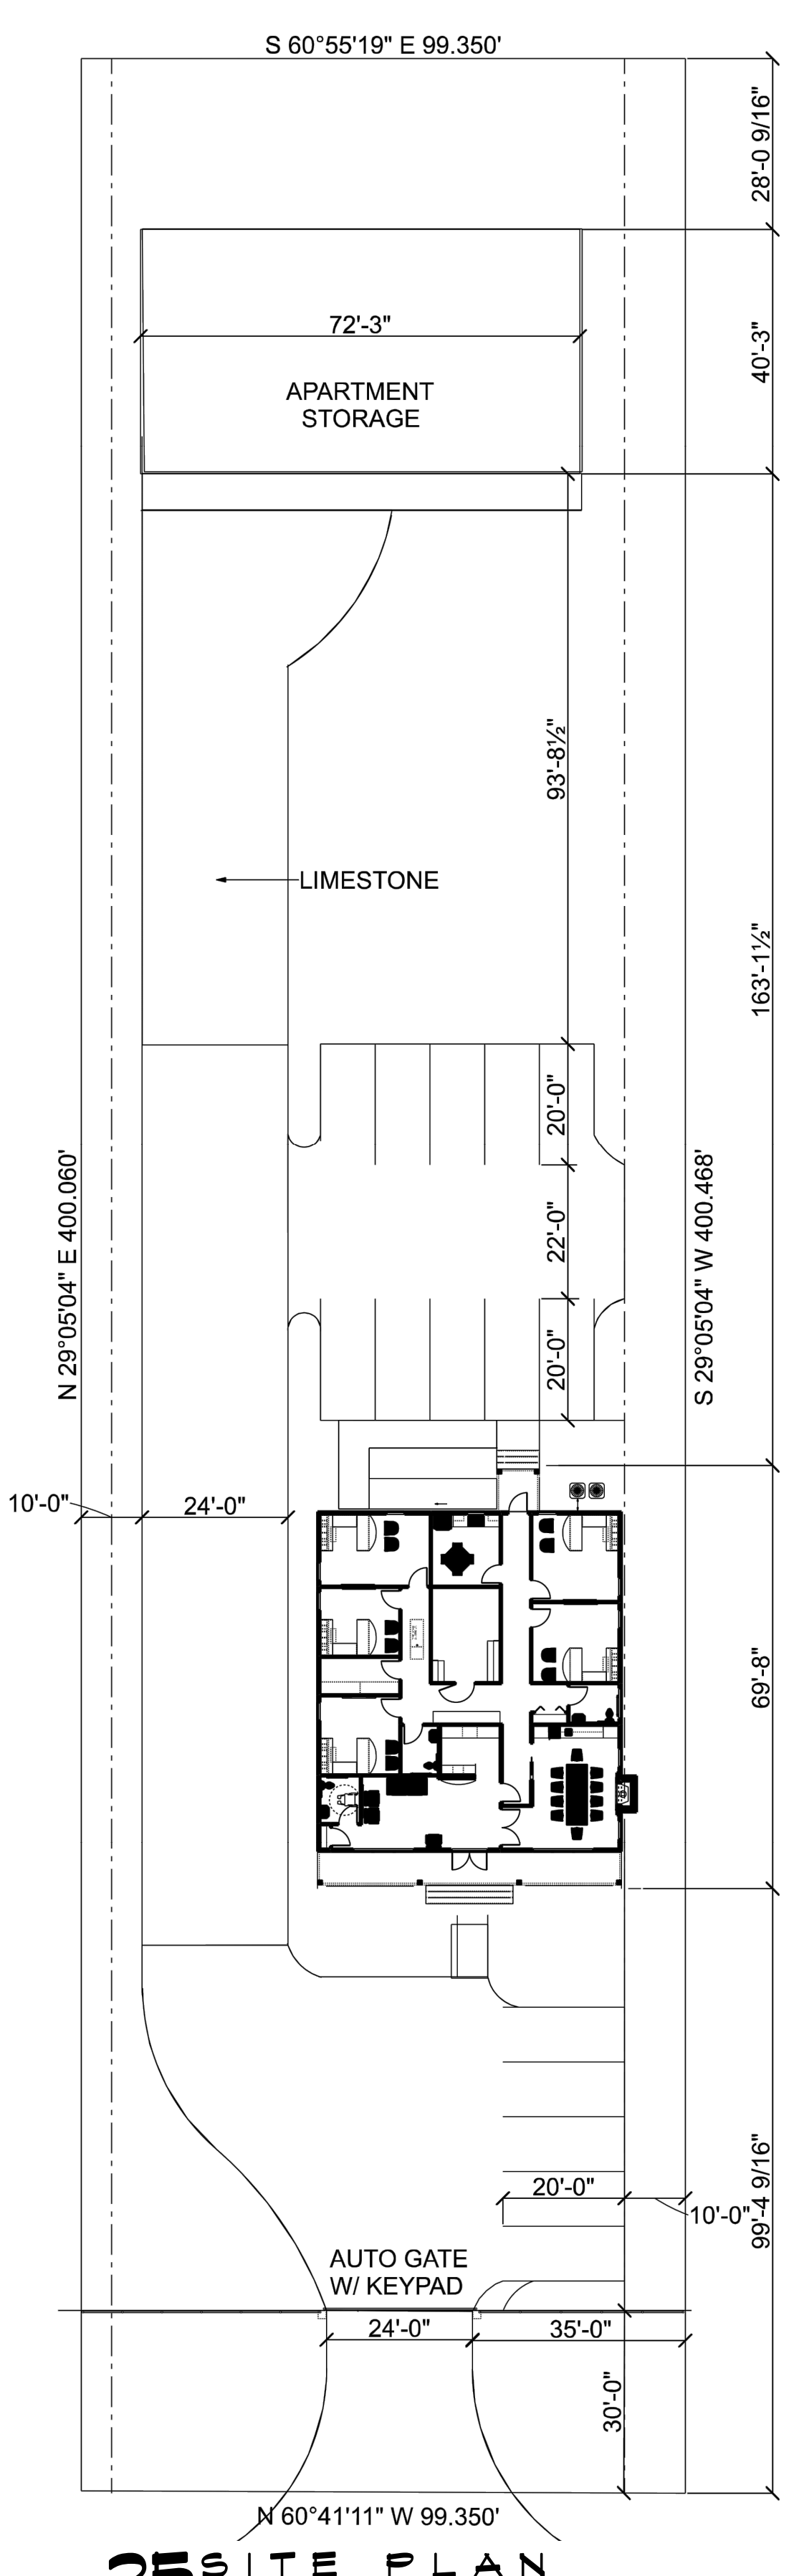 S 60°55'19" E 99.350'
28'-0 9/16"
72'-3"
40'-3"
APARTMENT
STORAGE
93'-8½"
LIMESTONE
163'-1½"
20'-0"
N 29°05'04" E 400.060'
S 29°05'04" W 400.468'
22'-0"
20'-0"
10'-0"
24'-0"
69'-8"
20'-0"
10'-0"
99'-4 9/16"
AUTO GATE
W/ KEYPAD
24'-0"
35'-0"
30'-0"
N 60°41'11" W 99.350'
SITE PLAN